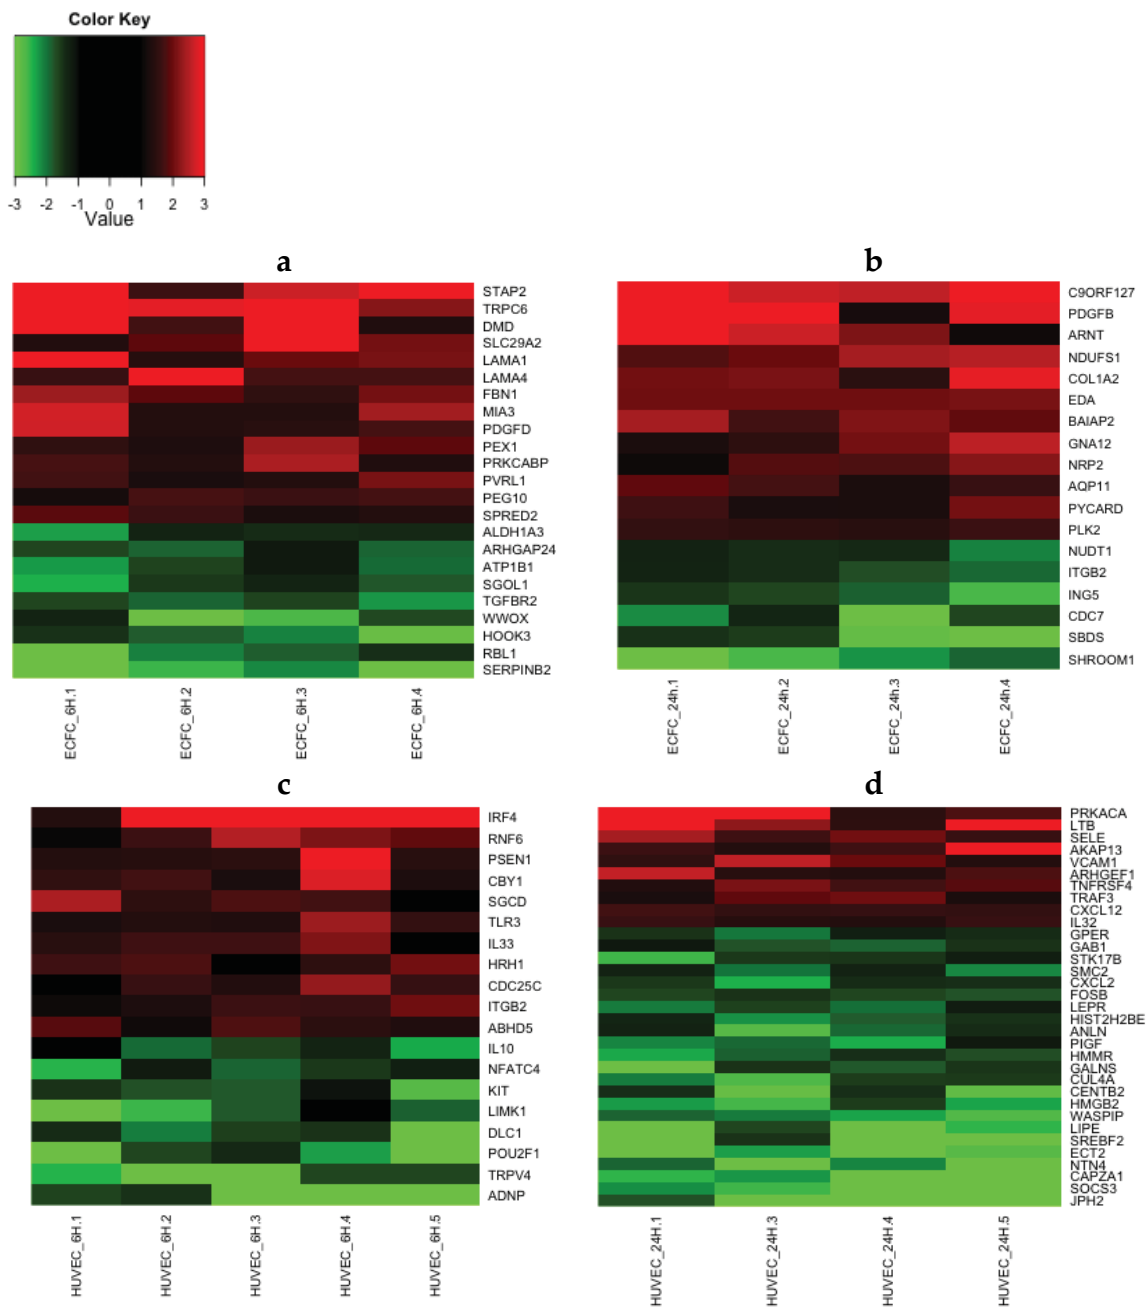 Color Key
-3 -2 -1 0 1 2 3
Value
a
STAP2
TRPC6
DMD
SLC29A2
LAMA1
LAMA4
FBN1
MIA3
PDGFD
PEX1
PRKCABP
PVRL1
PEG10
SPRED2
ALDH1A3
ARHGAP24
ATP1B1
SGOL1
TGFBR2
WWOX
HOOK3
RBL1
SERPINB2
ECFC_6H.1
ECFC_6H.2
ECFC_6H.3
ECFC_6H.4
b
C9ORF127
PDGFB
ARNT
NDUFS1
COL1A2
EDA
BAIAP2
GNA12
NRP2
AQP11
PYCARD
PLK2
NUDT1
ITGB2
ING5
CDC7
SBDS
SHROOM1
ECFC_24h.1
ECFC_24h.2
ECFC_24h.3
ECFC_24h.4
c
IRF4
RNF6
PSEN1
CBY1
SGCD
TLR3
IL33
HRH1
CDC25C
ITGB2
ABHD5
IL10
NFATC4
KIT
LIMK1
DLC1
POU2F1
TRPV4
ADNP
HUVEC_6H.1
HUVEC_6H.2
HUVEC_6H.3
HUVEC_6H.4
HUVEC_6H.5
d
PRKACA
LTB
SELE
AKAP13
VCAM1
ARHGEF1
TNFRSF4
TRAF3
CXCL12
IL32
GPER
GAB1
STK17B
SMC2
CXCL2
FOSB
LEPR
HIST2H2BE
ANLN
PIGF
HMMR
GALNS
CUL4A
CENTB2
HMGB2
WASPIP
LIPE
SREBF2
ECT2
NTN4
CAPZA1
SOCS3
JPH2
HUVEC_24H.1
HUVEC_24H.3
HUVEC_24H.4
HUVEC_24H.5